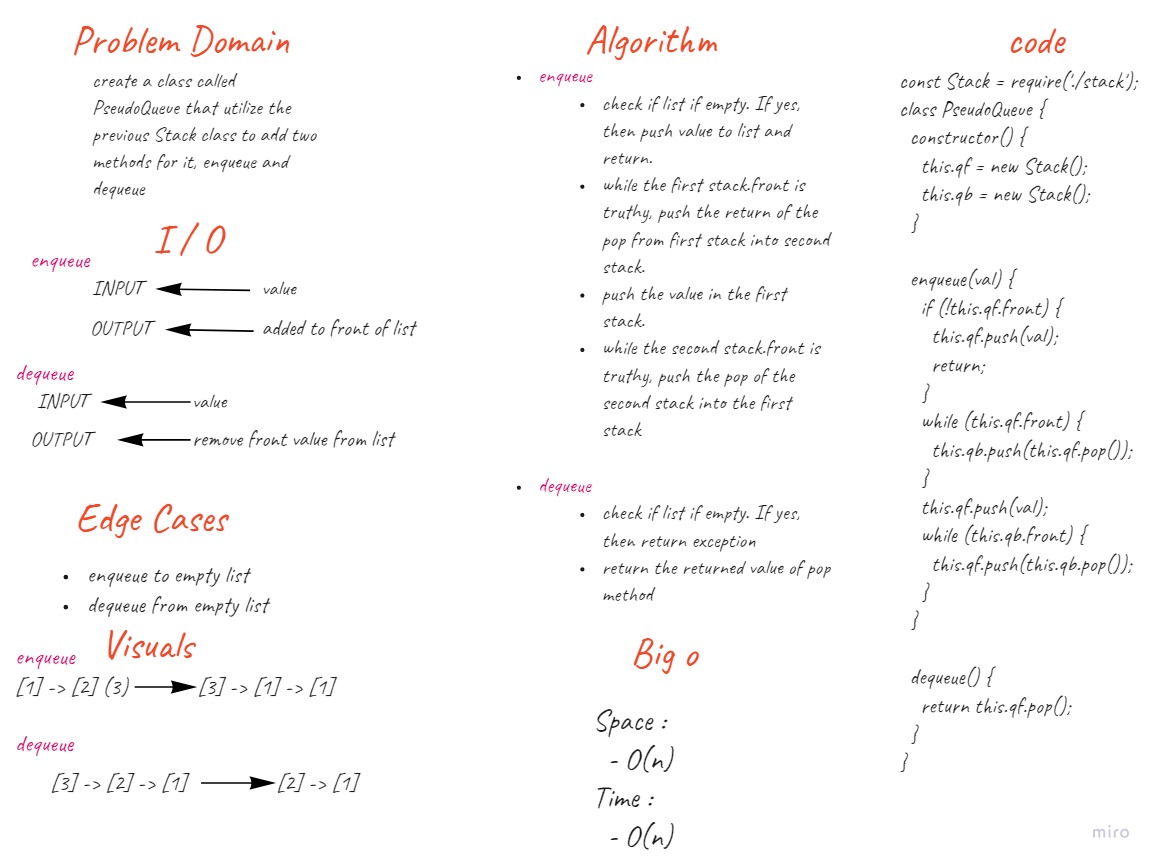 Problem Domain
create a class called
PseudoQueue that utilize the
previous Stack class to add two
methods for it, enqueue and
dequeue
I / O
enqueue
INPUT value
OUTPUT added to front of list
dequeue
INPUT value
OUTPUT remove front value from list
Edge Cases
• enqueue to empty list
• dequeue from empty list
Visuals
enqueue
[1] -> [2] (3) [3] -> [1] -> [1]
dequeue
[3] -> [2] -> [1] [2] -> [1]
Algorithm
• enqueue
• check if list if empty. If yes,
then push value to list and
return.
• while the first stack.front is
truthy, push the return of the
pop from first stack into second
stack.
• push the value in the first
stack.
• while the second stack.front is
truthy, push the pop of the
second stack into the first
stack
• dequeue
• check if list if empty. If yes,
then return exception
• return the returned value of pop
method
Big o
Space :
- O(n)
Time :
- O(n)
code
const Stack = require('./stack');
class PseudoQueue {
constructor() {
this.qf = new Stack();
this.qb = new Stack();
}
enqueue(val) {
if (!this.qf.front) {
this.qf.push(val);
return;
}
while (this.qf.front) {
this.qb.push(this.qf.pop());
}
this.qf.push(val);
while (this.qb.front) {
this.qf.push(this.qb.pop());
}
}
dequeue() {
return this.qf.pop();
}
}
miro